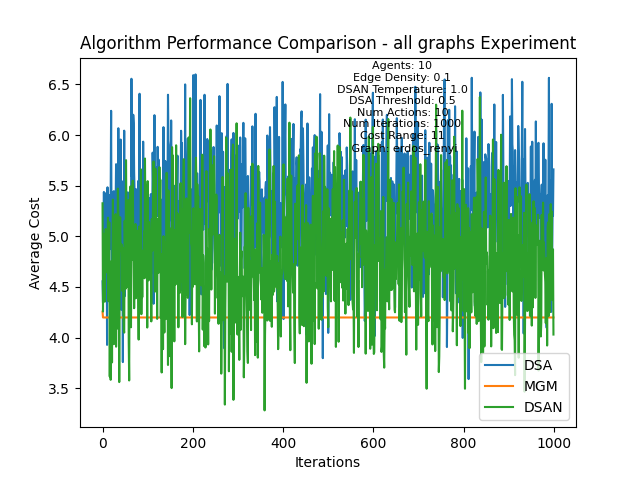 Algorithm Performance Comparison - all graphs Experiment
Agents: 10
Edge Density: 0.1
DSAN Temperature: 1.0
DSA Threshold: 0.5
Num Actions: 10
Num Iterations: 1000
Cost Range: 11
Graph: erdos_renyi
Average Cost
6.5
6.0
5.5
5.0
4.5
4.0
3.5
DSA
MGM
DSAN
0 200 400 600 800 1000
Iterations